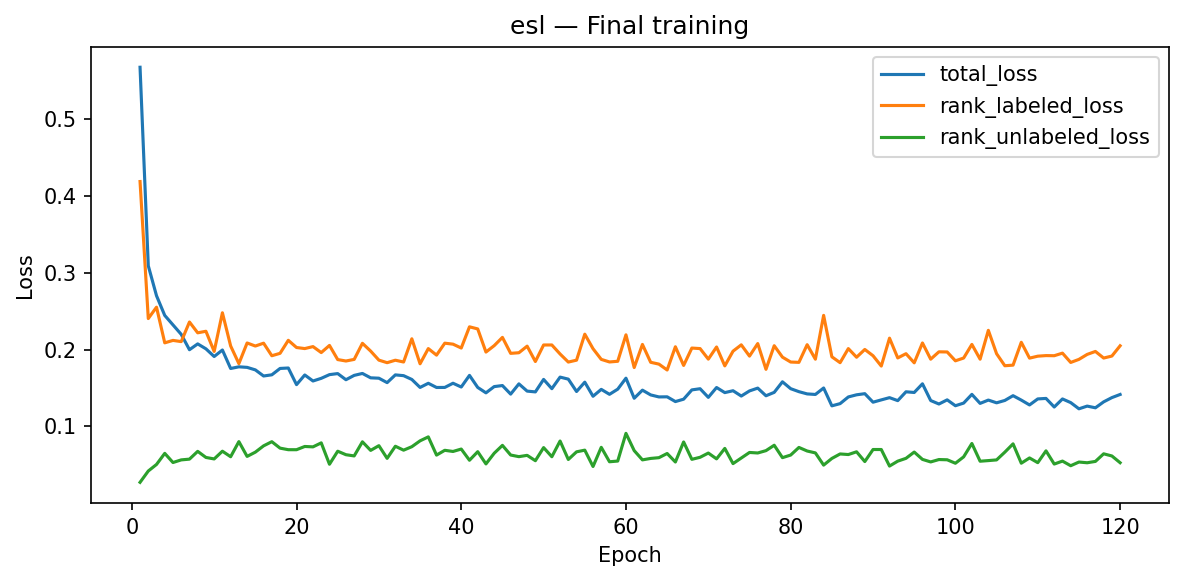 esl — Final training
total_loss
rank_labeled_loss
rank_unlabeled_loss
Loss
0.5
0.4
0.3
0.2
0.1
0
20
40
60
80
100
120
Epoch